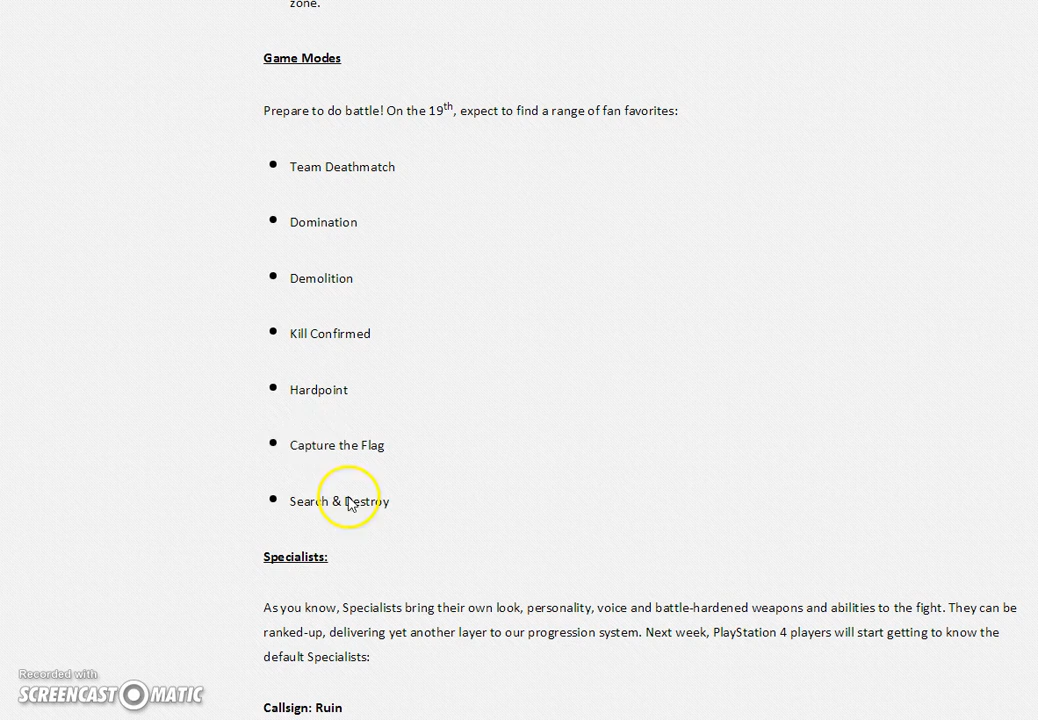 zone.
Game Modes
Prepare to do battle! On the 19th, expect to find a range of fan favorites:
Team Deathmatch
Domination
Demolition
Kill Confirmed
Hardpoint
Capture the Flag
Search & Destroy
Specialists:
As you know, Specialists bring their own look, personality, voice and battle-hardened weapons and abilities to the fight. They can be
ranked-up, delivering yet another layer to our progression system. Next week, PlayStation 4 players will start getting to know the
default Specialists:
Recorded with
SCREENCAST-O-MATIC
Callsign: Ruin